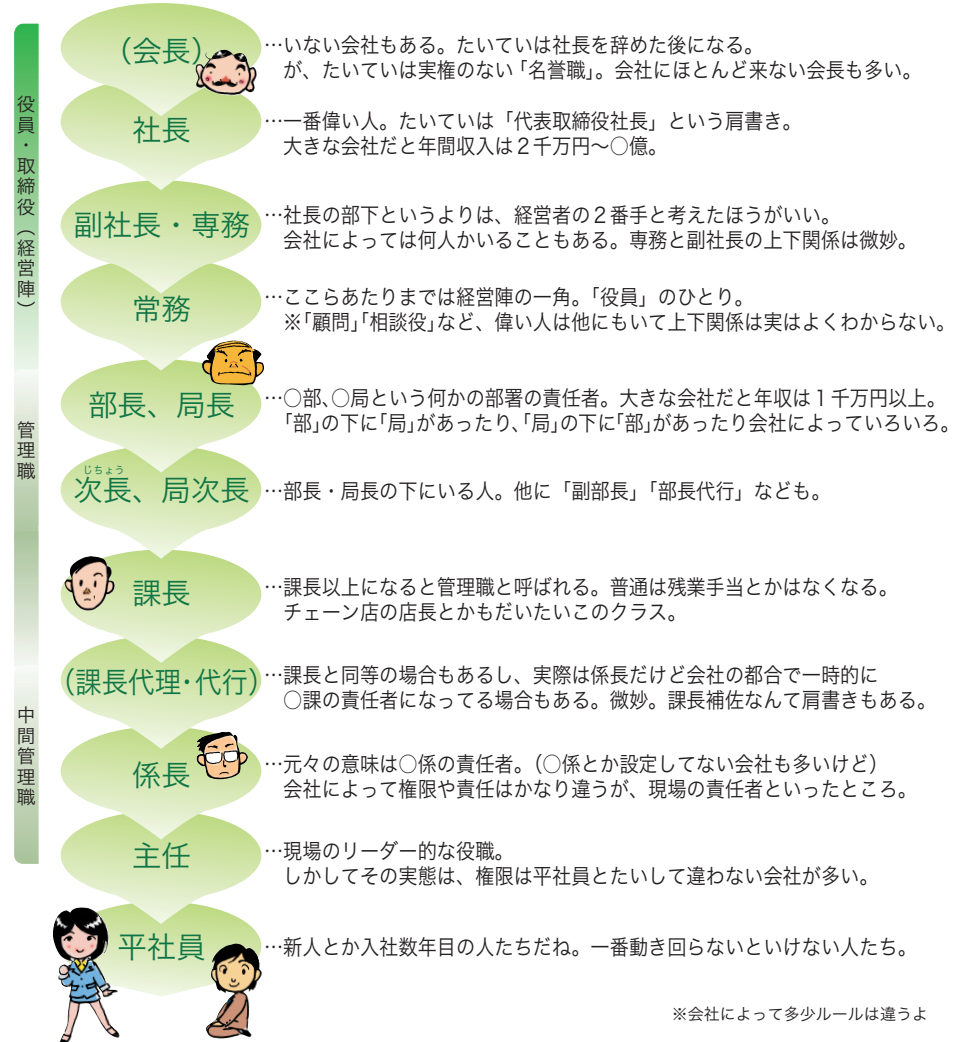 役員・取締役（経営陣）
管理職
中間管理職
（会長）
…いない会社もある。たいていは社長を辞めた後になる。
が、たいていは実権のない「名誉職」。会社にほとんど来ない会長も多い。
社長
…一番偉い人。たいていは「代表取締役社長」という肩書き。
大きな会社だと年間収入は２千万円〜○億。
副社長・専務
…社長の部下というよりは、経営者の２番手と考えたほうがいい。
会社によっては何人かいることもある。専務と副社長の上下関係は微妙。
常務
…ここらあたりまでは経営陣の一角。「役員」のひとり。
※「顧問」「相談役」など、偉い人は他にもいて上下関係は実はよくわからない。
部長、局長
…○部、○局という何かの部署の責任者。大きな会社だと年収は１千万円以上。
「部」の下に「局」があったり、「局」の下に「部」があったり会社によっていろいろ。
じちょう
次長、局次長
…部長・局長の下にいる人。他に「副部長」「部長代行」なども。
課長
…課長以上になると管理職と呼ばれる。普通は残業手当とかはなくなる。
チェーン店の店長とかもだいたいこのクラス。
（課長代理・代行）
…課長と同等の場合もあるし、実際は係長だけど会社の都合で一時的に
○課の責任者になってる場合もある。微妙。課長補佐なんて肩書きもある。
係長
…元々の意味は○係の責任者。（○係とか設定してない会社も多いけど）
会社によって権限や責任はかなり違うが、現場の責任者といったところ。
主任
…現場のリーダー的な役職。
しかしてその実態は、権限は平社員とたいして違わない会社が多い。
平社員
…新人とか入社数年目の人たちだね。一番動き回らないといけない人たち。
※会社によって多少ルールは違うよ